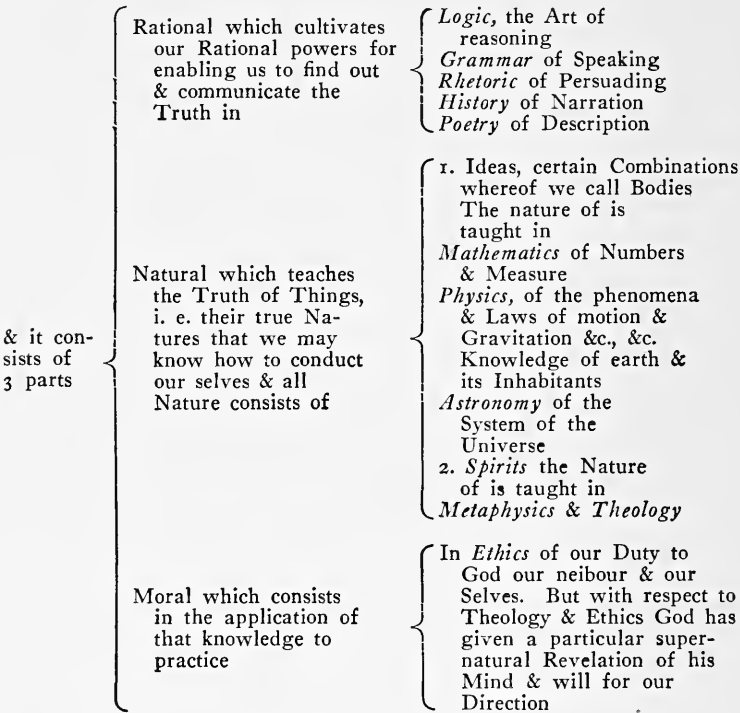 & it con-
sists of
3 parts
Rational which cultivates
our Rational powers for
enabling us to find out
& communicate the
Truth in
Logic, the Art of
reasoning
Grammar of Speaking
Rhetoric of Persuading
History of Narration
Poetry of Description
Natural which teaches
the Truth of Things,
i. e. their true Na-
tures that we may
know how to conduct
our selves & all
Nature consists of
1. Ideas, certain Combinations
whereof we call Bodies
The nature of is
taught in
Mathematics of Numbers
& Measure
Physics, of the phenomena
& Laws of motion &
Gravitation &c., &c.
Knowledge of earth &
its Inhabitants
Astronomy of the
System of the
Universe
2. Spirits the Nature
of is taught in
Metaphysics & Theology
Moral which consists
in the application of
that knowledge to
practice
In Ethics of our Duty to
God our neibour & our
Selves. But with respect to
Theology & Ethics God has
given a particular super-
natural Revelation of his
Mind & will for our
Direction